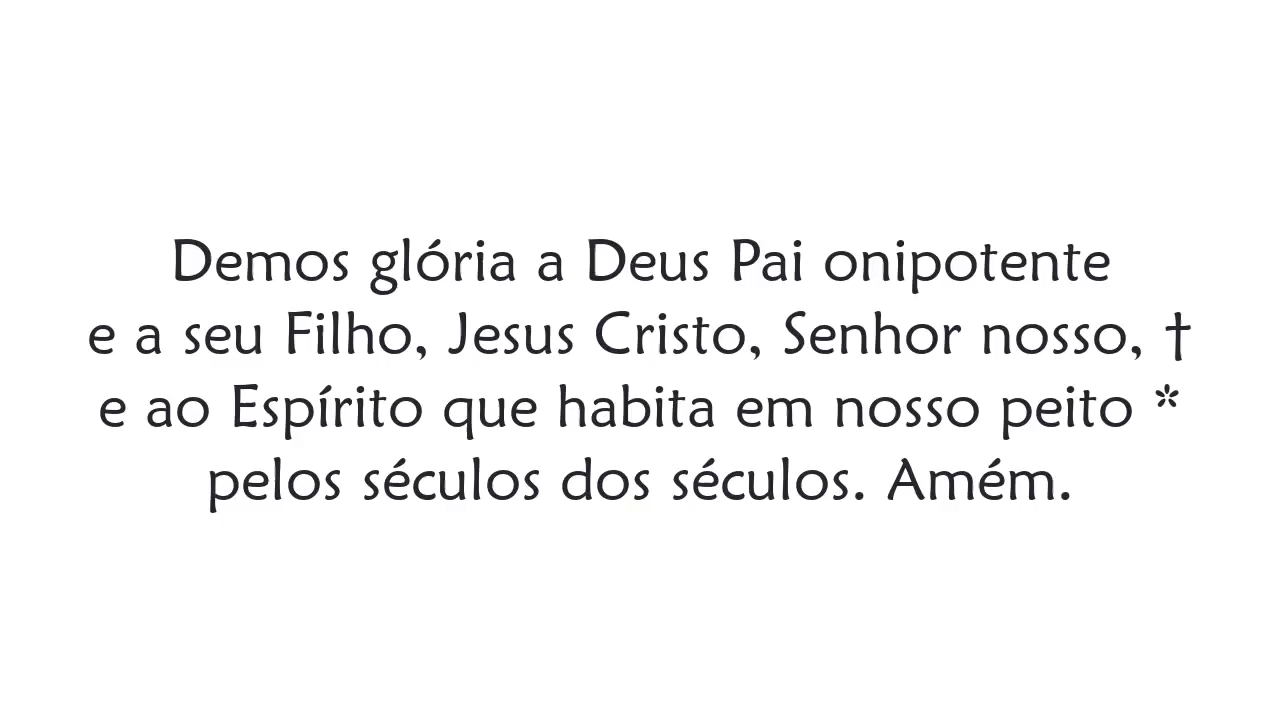 Demos glória a Deus Pai onipotente
e a seu Filho, Jesus Cristo, Senhor nosso, †
e ao Espírito que habita em nosso peito *
pelos séculos dos séculos. Amém.